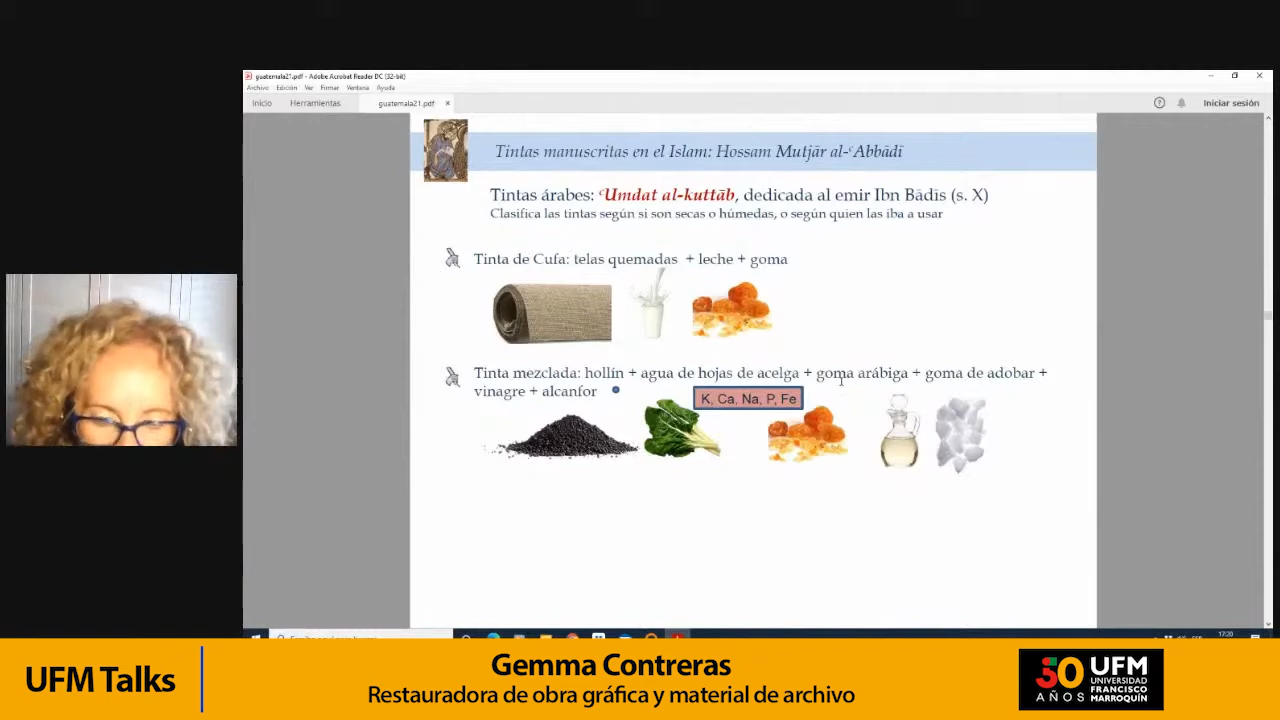 guatemala21.pdf - Adobe Acrobat Reader DC (32-bit)
Archivo Edición Ver Firmar Ventana Ayuda
Inicio Herramientas guatemala21.pdf × Iniciar sesión
Tintas manuscritas en el Islam: Hossam Mutjār al-ʿAbbādī
Tintas árabes: ʿUmdat al-kuttāb, dedicada al emir Ibn Bādīs (s. X)
Clasifica las tintas según si son secas o húmedas, o según quien las iba a usar
Tinta de Cufa: telas quemadas + leche + goma
Tinta mezclada: hollín + agua de hojas de acelga + goma arábiga + goma de adobar +
vinagre + alcanfor
K, Ca, Na, P, Fe
17:20
UFM Talks
Gemma Contreras
Restauradora de obra gráfica y material de archivo
50 AÑOS
UFM
UNIVERSIDAD
FRANCISCO
MARROQUÍN